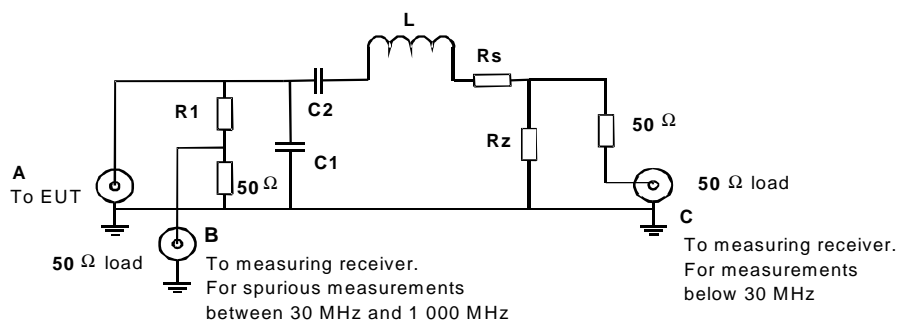 L
Rs
C2
R1
50 Ω
Rz
C1
A
To EUT
50 Ω
50 Ω load
B
C
50 Ω load
To measuring receiver.
For spurious measurements
between 30 MHz and 1 000 MHz
To measuring receiver.
For measurements
below 30 MHz